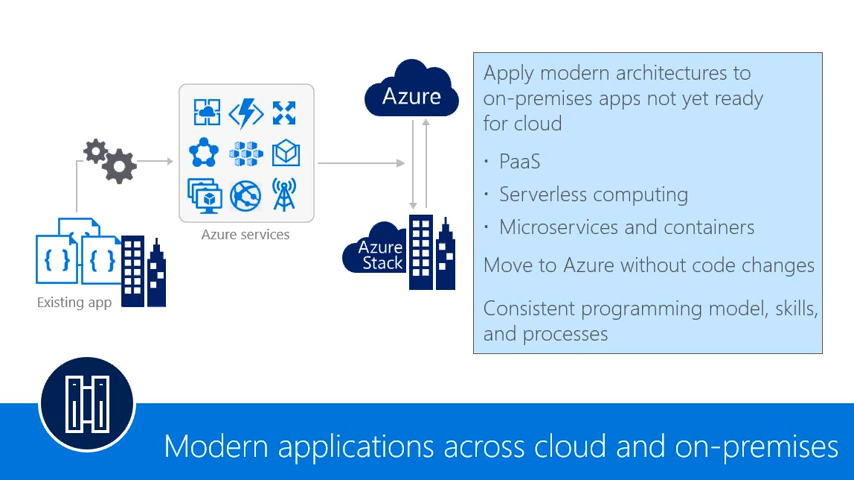 Azure
Apply modern architectures to
on-premises apps not yet ready
for cloud
· PaaS
· Serverless computing
· Microservices and containers
Move to Azure without code changes
Consistent programming model, skills,
and processes
Azure services
Azure
Stack
{ } { } { }
Existing app
Modern applications across cloud and on-premises